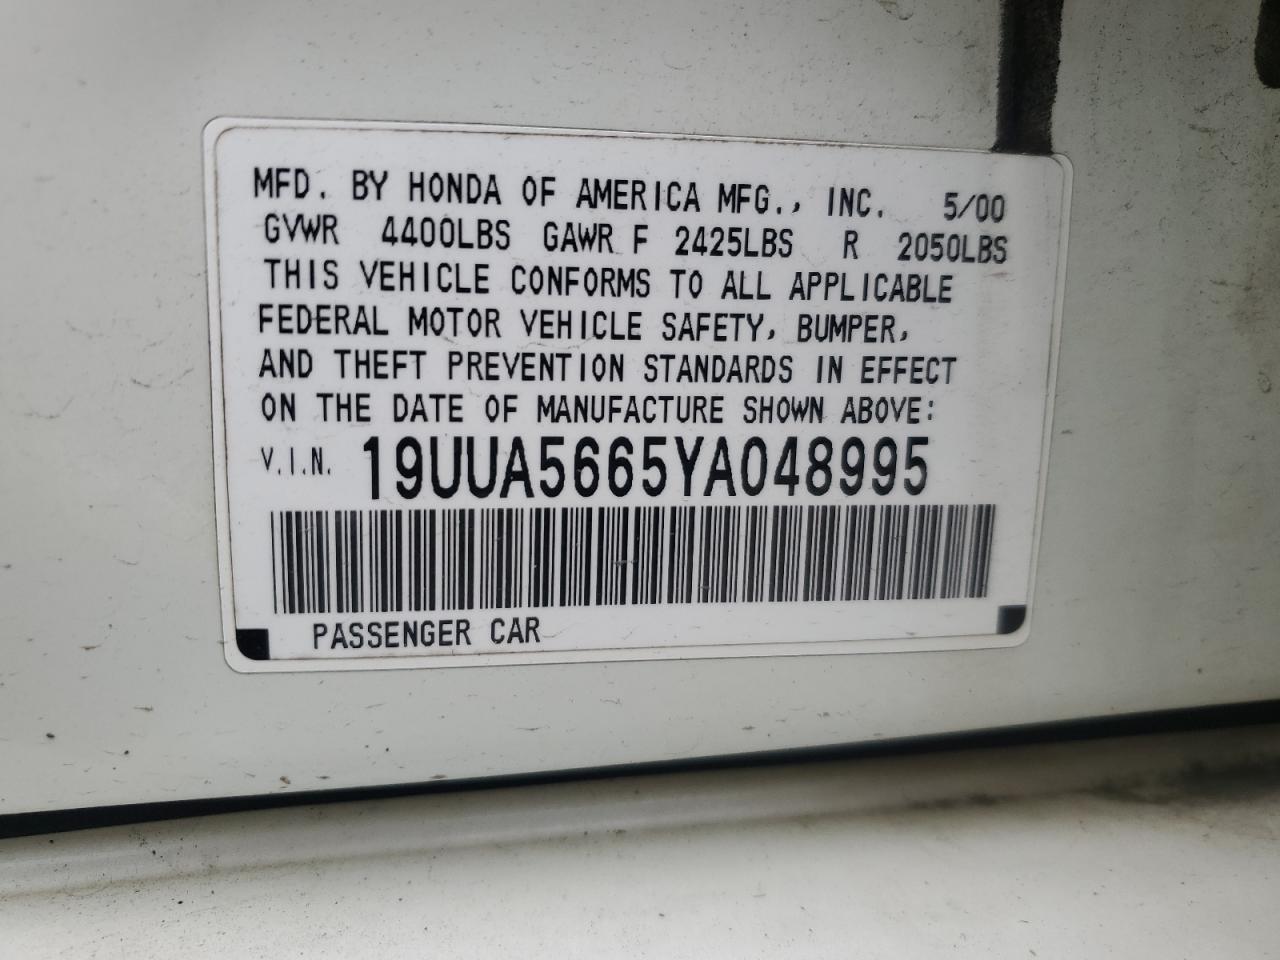 MFD. BY HONDA OF AMERICA MFG., INC. 5/00
GVWR 4400LBS GAWR F 2425LBS R 2050LBS
THIS VEHICLE CONFORMS TO ALL APPLICABLE
FEDERAL MOTOR VEHICLE SAFETY, BUMPER,
AND THEFT PREVENTION STANDARDS IN EFFECT
ON THE DATE OF MANUFACTURE SHOWN ABOVE:
V.I.N. 19UUA5665YA048995
PASSENGER CAR